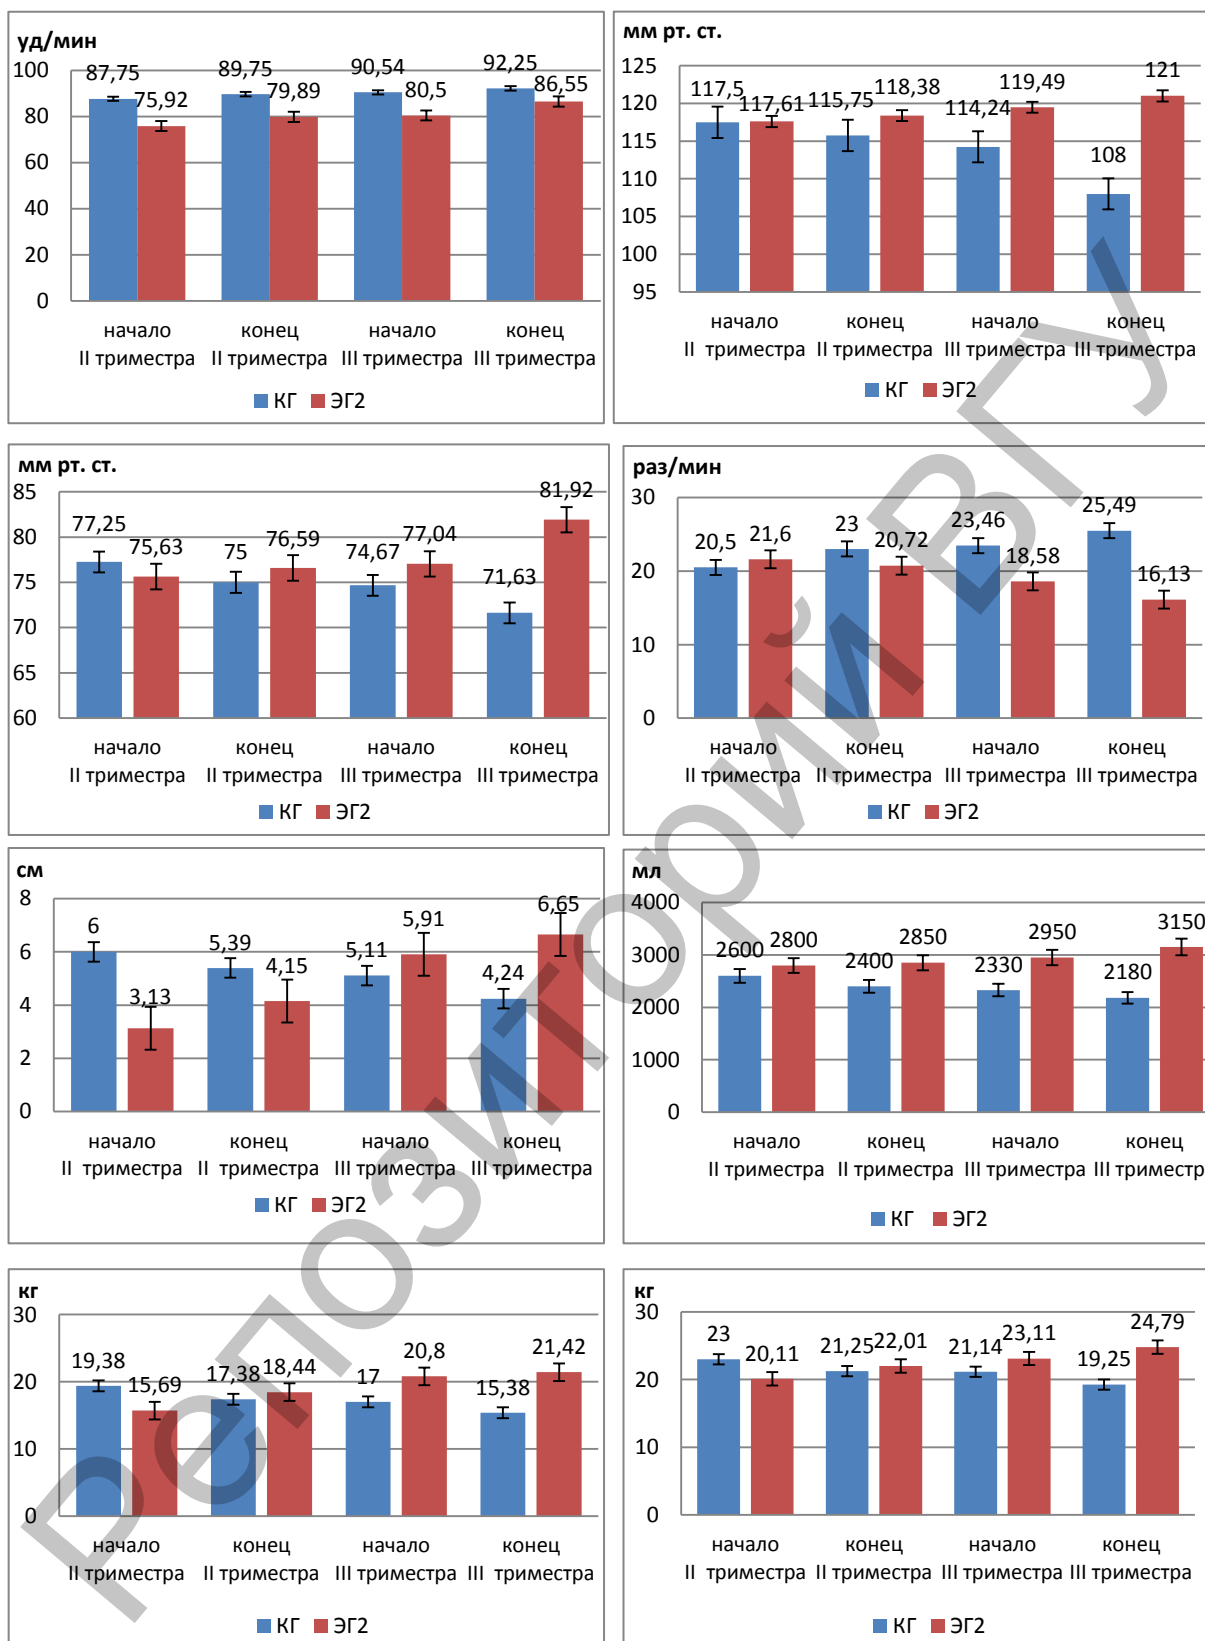 уд/мин
87,75 89,75 90,54 92,25
75,92 79,89 80,5 86,55
100
80
60
40
20
0
начало конец начало конец
II триместра II триместра III триместра III триместра
КГ ЭГ2
мм рт. ст.
117,5 117,61 115,75 118,38 114,24 119,49 108 121
125
120
115
110
105
100
95
начало конец начало конец
II триместра II триместра III триместра III триместра
КГ ЭГ2
мм рт. ст.
77,25 75,63 75 76,59 74,67 77,04 71,63 81,92
85
80
75
70
65
60
начало конец начало конец
II триместра II триместра III триместра III триместра
КГ ЭГ2
раз/мин
20,5 21,6 23 20,72 23,46 18,58 25,49 16,13
30
20
10
0
начало конец начало конец
II триместра II триместра III триместра III триместра
КГ ЭГ2
см
6 3,13 5,39 4,15 5,11 5,91 4,24 6,65
8
6
4
2
0
начало конец начало конец
II триместра II триместра III триместра III триместра
КГ ЭГ2
мл
2600 2800 2400 2850 2330 2950 2180 3150
4000
3000
2000
1000
0
начало конец начало конец
II триместра II триместра III триместра III триместр
КГ ЭГ2
кг
19,38 15,69 17,38 18,44 17 20,8 15,38 21,42
30
20
10
0
начало конец начало конец
II триместра II триместра III триместра III триместра
КГ ЭГ2
кг
23 20,11 21,25 22,01 21,14 23,11 19,25 24,79
30
20
10
0
начало конец начало конец
II триместра II триместра III триместра III триместра
КГ ЭГ2
Репозиторий ВГУ